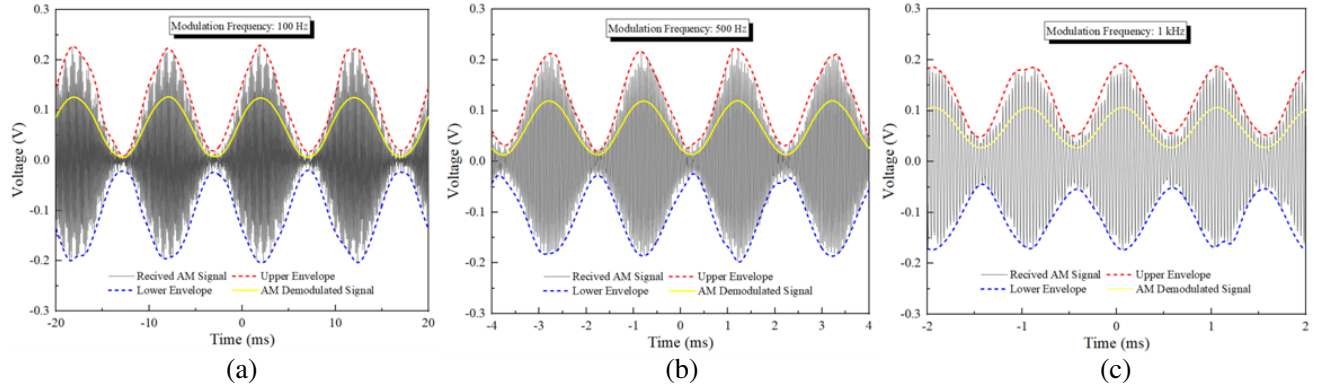 Modulation Frequency: 100 Hz
0.3
0.2
0.1
0.0
-0.1
-0.2
-0.3
Voltage (V)
Recived AM Signal
Upper Envelope
Lower Envelope
AM Demodulated Signal
-20
-10
0
10
20
Time (ms)
(a)
Modulation Frequency: 500 Hz
0.3
0.2
0.1
0.0
-0.1
-0.2
-0.3
Voltage (V)
Recived AM Signal
Upper Envelope
Lower Envelope
AM Demodulated Signal
-4
-3
-2
-1
0
1
2
3
4
Time (ms)
(b)
Modulation Frequency: 1 kHz
0.3
0.2
0.1
0.0
-0.1
-0.2
-0.3
Voltage (V)
Recived AM Signal
Upper Envelope
Lower Envelope
AM Demodulated Signal
-2
-1
0
1
2
Time (ms)
(c)